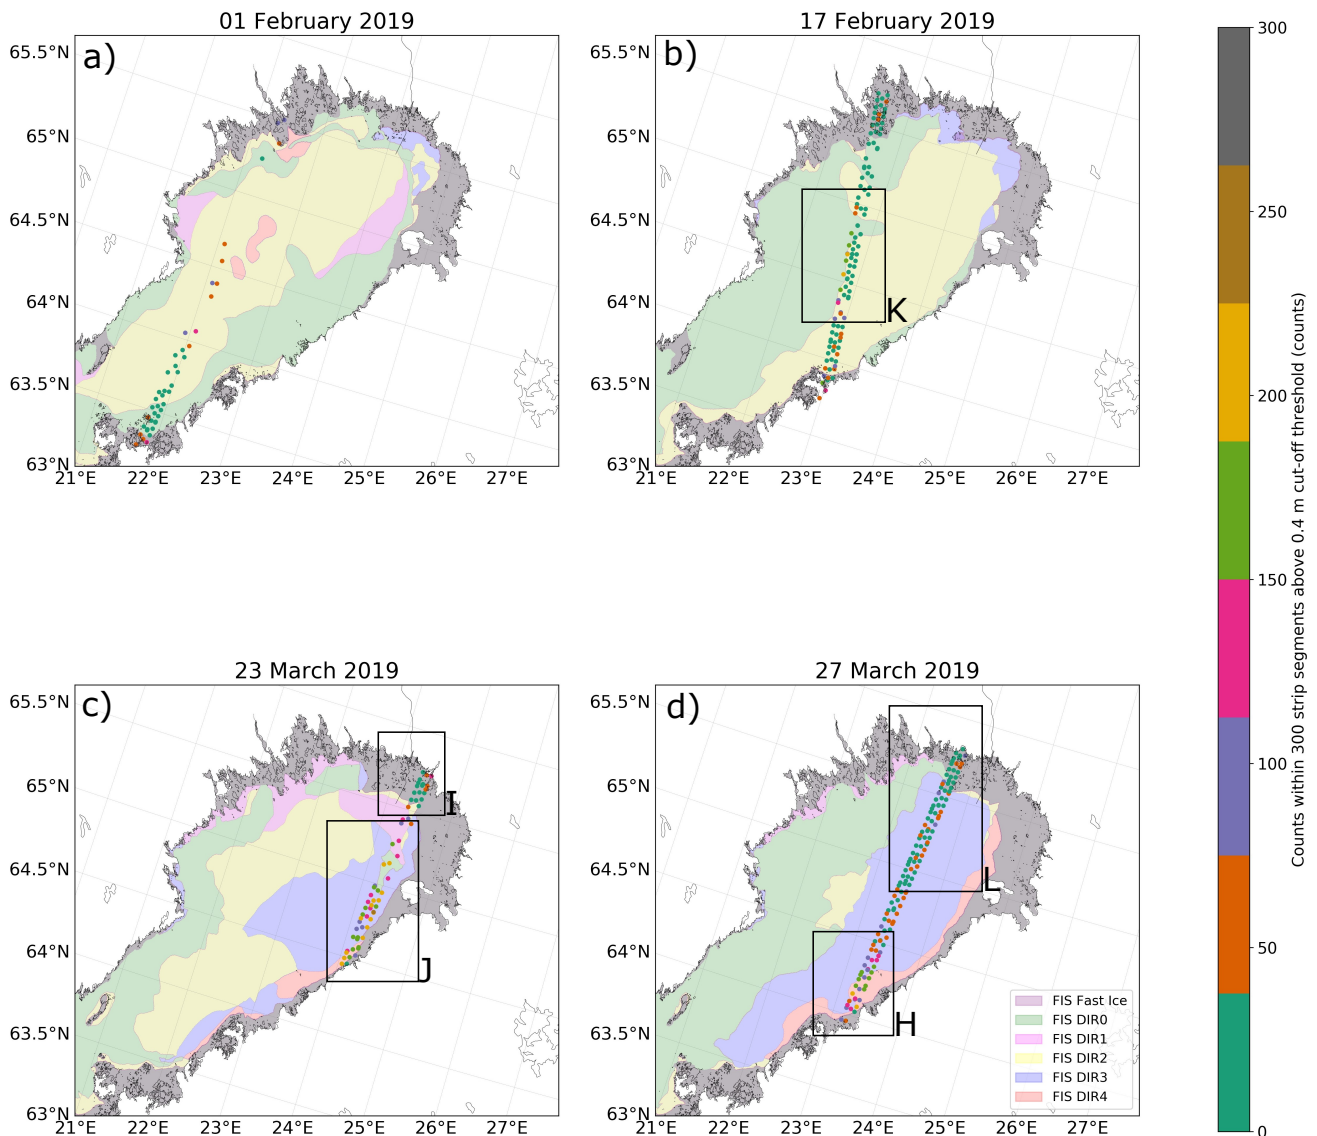 01 February 2019
a)
65.5°N
65°N
64.5°N
64°N
63.5°N
63°N
21°E 22°E 23°E 24°E 25°E 26°E 27°E
17 February 2019
b)
65.5°N
65°N
64.5°N
64°N
63.5°N
63°N
K
21°E 22°E 23°E 24°E 25°E 26°E 27°E
23 March 2019
c)
65.5°N
65°N
64.5°N
64°N
63.5°N
63°N
I
J
21°E 22°E 23°E 24°E 25°E 26°E 27°E
27 March 2019
d)
65.5°N
65°N
64.5°N
64°N
63.5°N
63°N
L
H
FIS Fast Ice
FIS DIR0
FIS DIR1
FIS DIR2
FIS DIR3
FIS DIR4
21°E 22°E 23°E 24°E 25°E 26°E 27°E
300
250
200
150
100
50
0
Counts within 300 strip segments above 0.4 m cut-off threshold (counts)